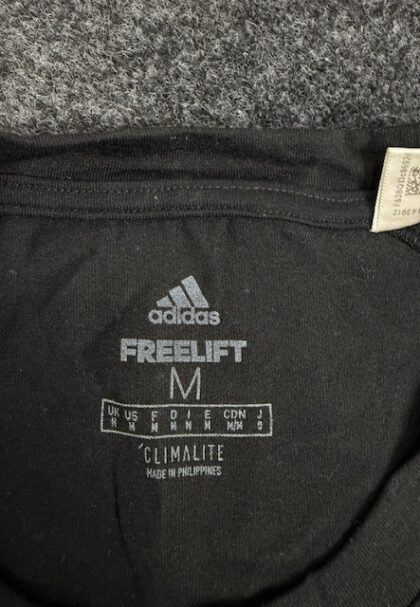 adidas
FREELIFT
M
UK US F D I E CDN J
M M M M M M M/M O
CLIMALITE
MADE IN PHILIPPINES